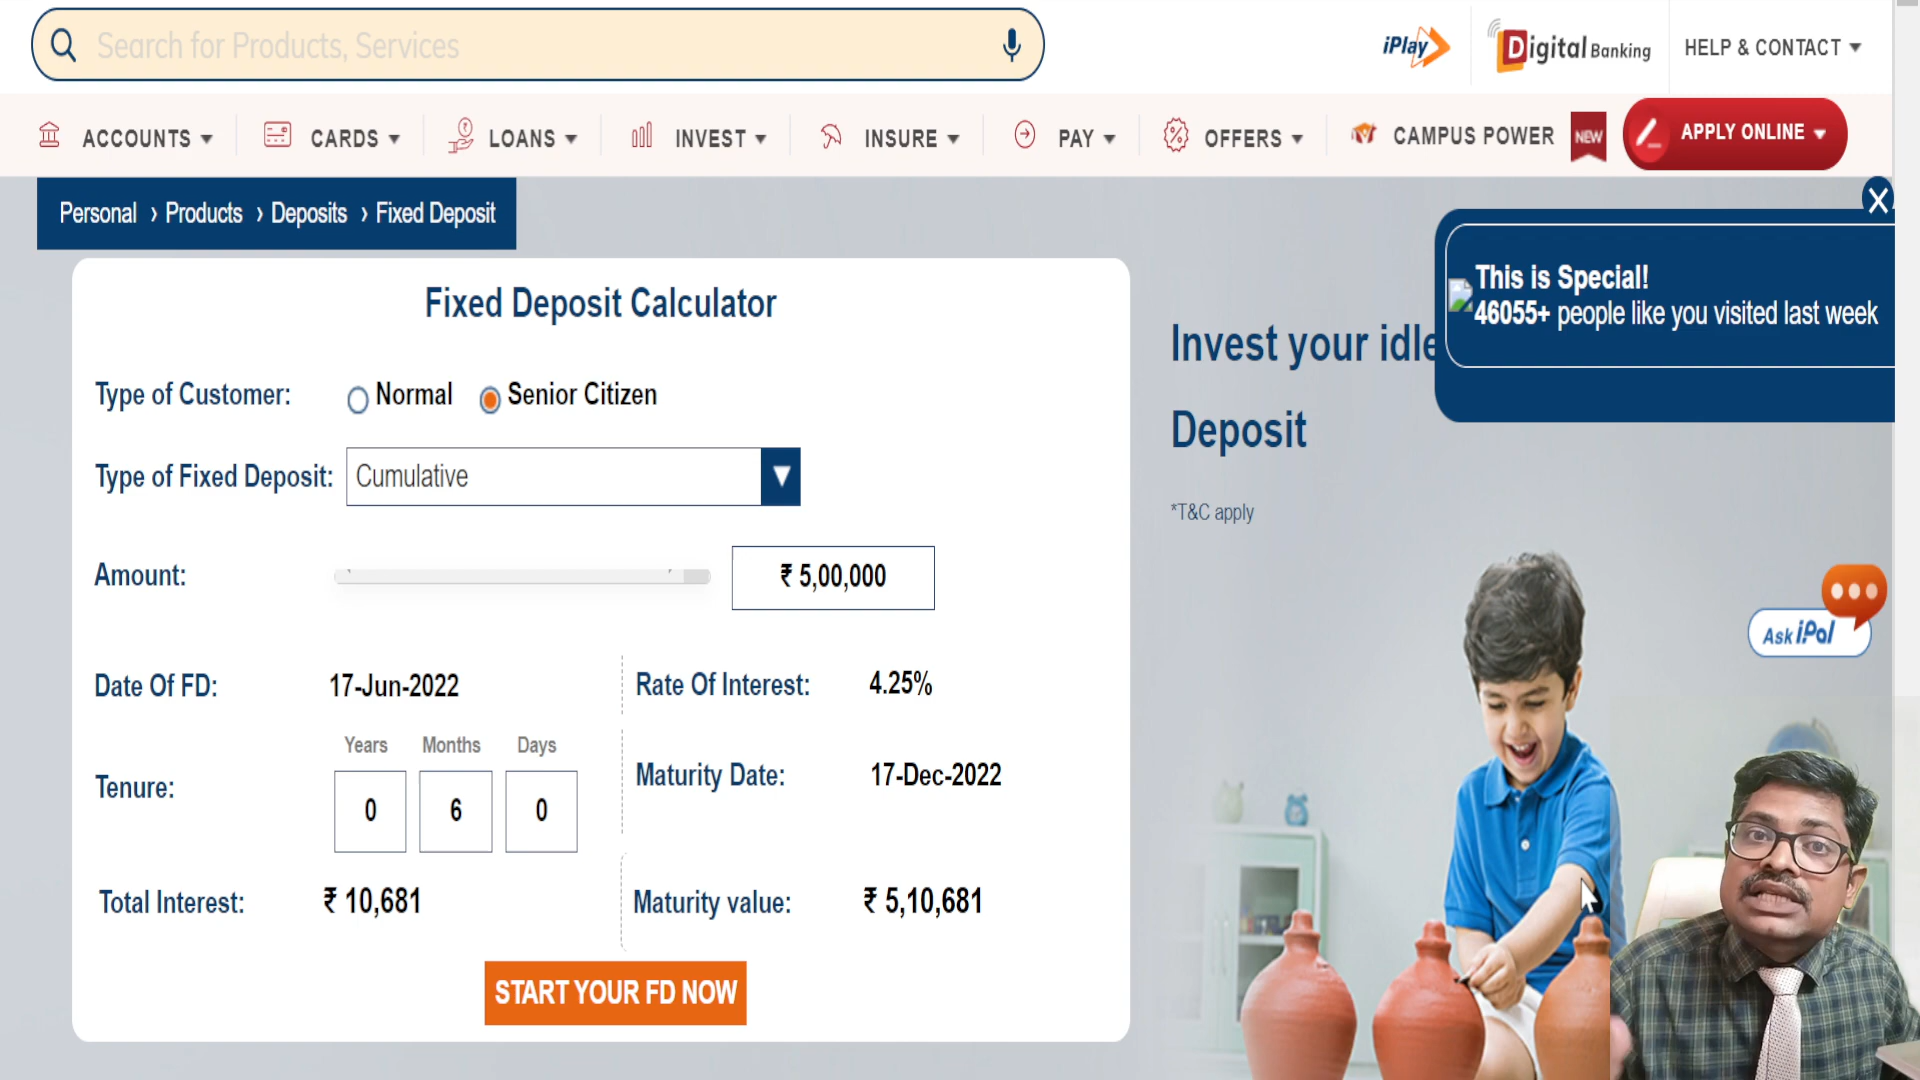 Search for Products, Services
iPlay
Digital Banking
HELP & CONTACT
ACCOUNTS
CARDS
LOANS
INVEST
INSURE
PAY
OFFERS
CAMPUS POWER
NEW
APPLY ONLINE
Personal › Products › Deposits › Fixed Deposit
X
This is Special!
46055+ people like you visited last week
Fixed Deposit Calculator
Invest your idle
Deposit
*T&C apply
Type of Customer: Normal Senior Citizen
Type of Fixed Deposit: Cumulative
Amount: ₹ 5,00,000
Ask iPal
Date Of FD: 17-Jun-2022
Rate Of Interest: 4.25%
Years Months Days
Tenure: 0 6 0
Maturity Date: 17-Dec-2022
Total Interest: ₹ 10,681
Maturity value: ₹ 5,10,681
START YOUR FD NOW